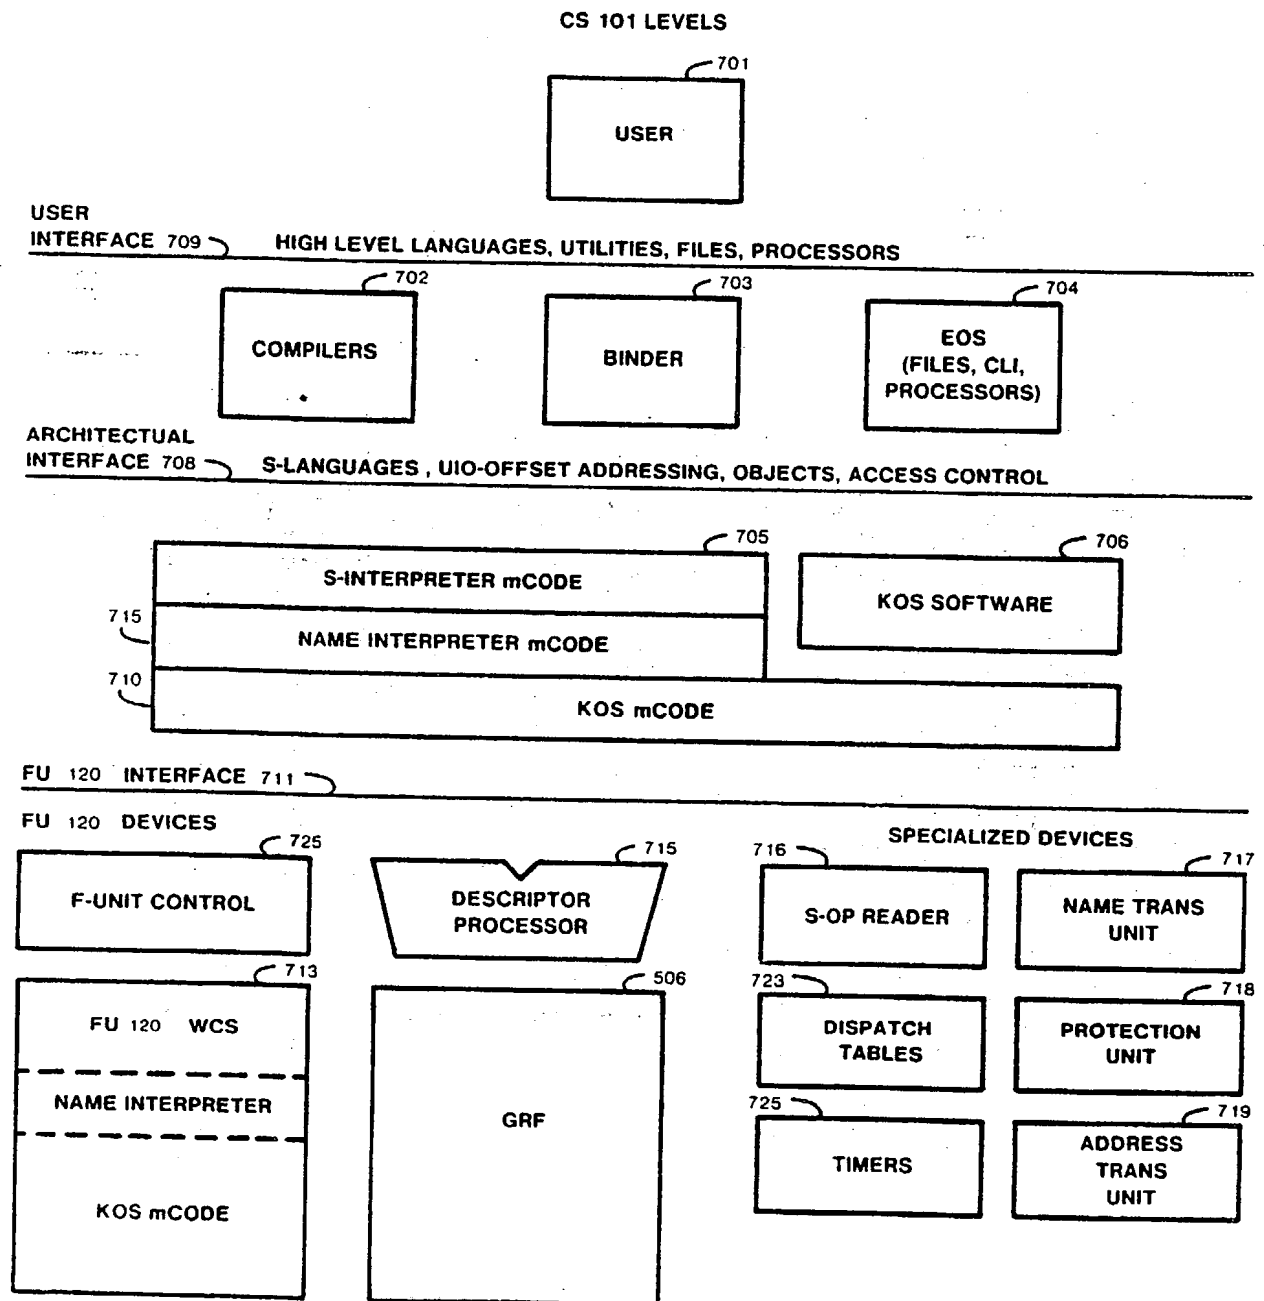 CS 101 LEVELS
701
USER
USER
INTERFACE 709
HIGH LEVEL LANGUAGES, UTILITIES, FILES, PROCESSORS
702
COMPILERS
703
BINDER
704
EOS
(FILES, CLI,
PROCESSORS)
ARCHITECTUAL
INTERFACE 708
S-LANGUAGES , UIO-OFFSET ADDRESSING, OBJECTS, ACCESS CONTROL
705
S-INTERPRETER mCODE
706
KOS SOFTWARE
715
NAME INTERPRETER mCODE
710
KOS mCODE
FU 120 INTERFACE 711
FU 120 DEVICES
SPECIALIZED DEVICES
725
F-UNIT CONTROL
715
DESCRIPTOR
PROCESSOR
716
S-OP READER
717
NAME TRANS
UNIT
713
FU 120 WCS
NAME INTERPRETER
KOS mCODE
506
GRF
723
DISPATCH
TABLES
718
PROTECTION
UNIT
725
TIMERS
719
ADDRESS
TRANS
UNIT